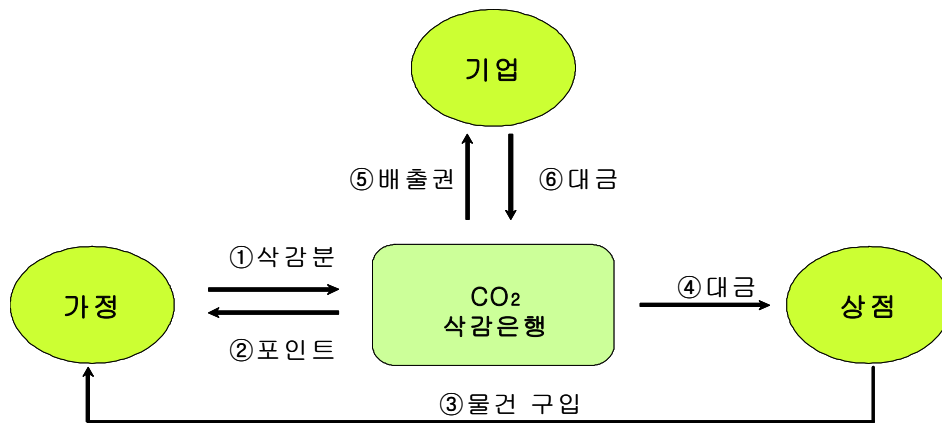 기업
⑤배출권
⑥대금
①삭감분
가정
CO₂
삭감은행
④대금
상점
②포인트
③물건 구입